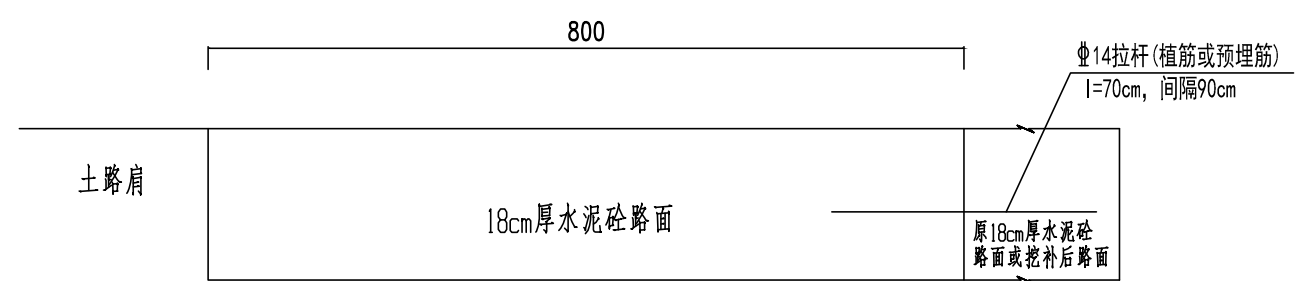 800
⌽14拉杆(植筋或预埋筋)
l=70cm，间隔90cm
土路肩
18cm厚水泥砼路面
原18cm厚水泥砼
路面或挖补后路面